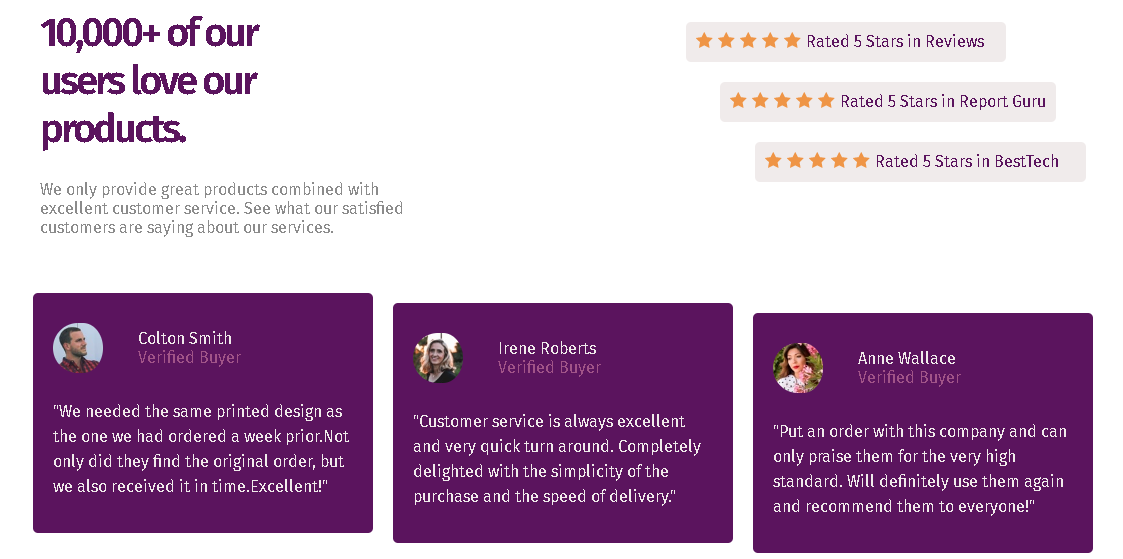 10,000+ of our
users love our
products.
We only provide great products combined with
excellent customer service. See what our satisfied
customers are saying about our services.
Rated 5 Stars in Reviews
Rated 5 Stars in Report Guru
Rated 5 Stars in BestTech
Colton Smith
Verified Buyer
"We needed the same printed design as
the one we had ordered a week prior.Not
only did they find the original order, but
we also received it in time.Excellent!"
Irene Roberts
Verified Buyer
"Customer service is always excellent
and very quick turn around. Completely
delighted with the simplicity of the
purchase and the speed of delivery."
Anne Wallace
Verified Buyer
"Put an order with this company and can
only praise them for the very high
standard. Will definitely use them again
and recommend them to everyone!"